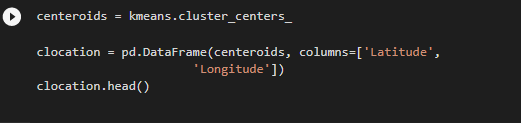 centeroids = kmeans.cluster_centers_
clocation = pd.DataFrame(centeroids, columns=['Latitude',
'Longitude'])
clocation.head()